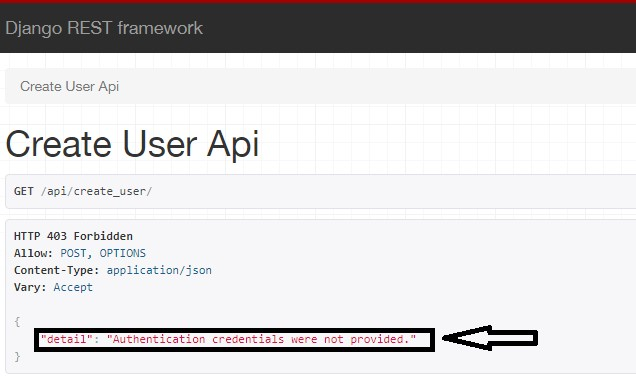 Django REST framework
Create User Api
Create User Api
GET /api/create_user/
HTTP 403 Forbidden
Allow: POST, OPTIONS
Content-Type: application/json
Vary: Accept
{
"detail": "Authentication credentials were not provided."
}